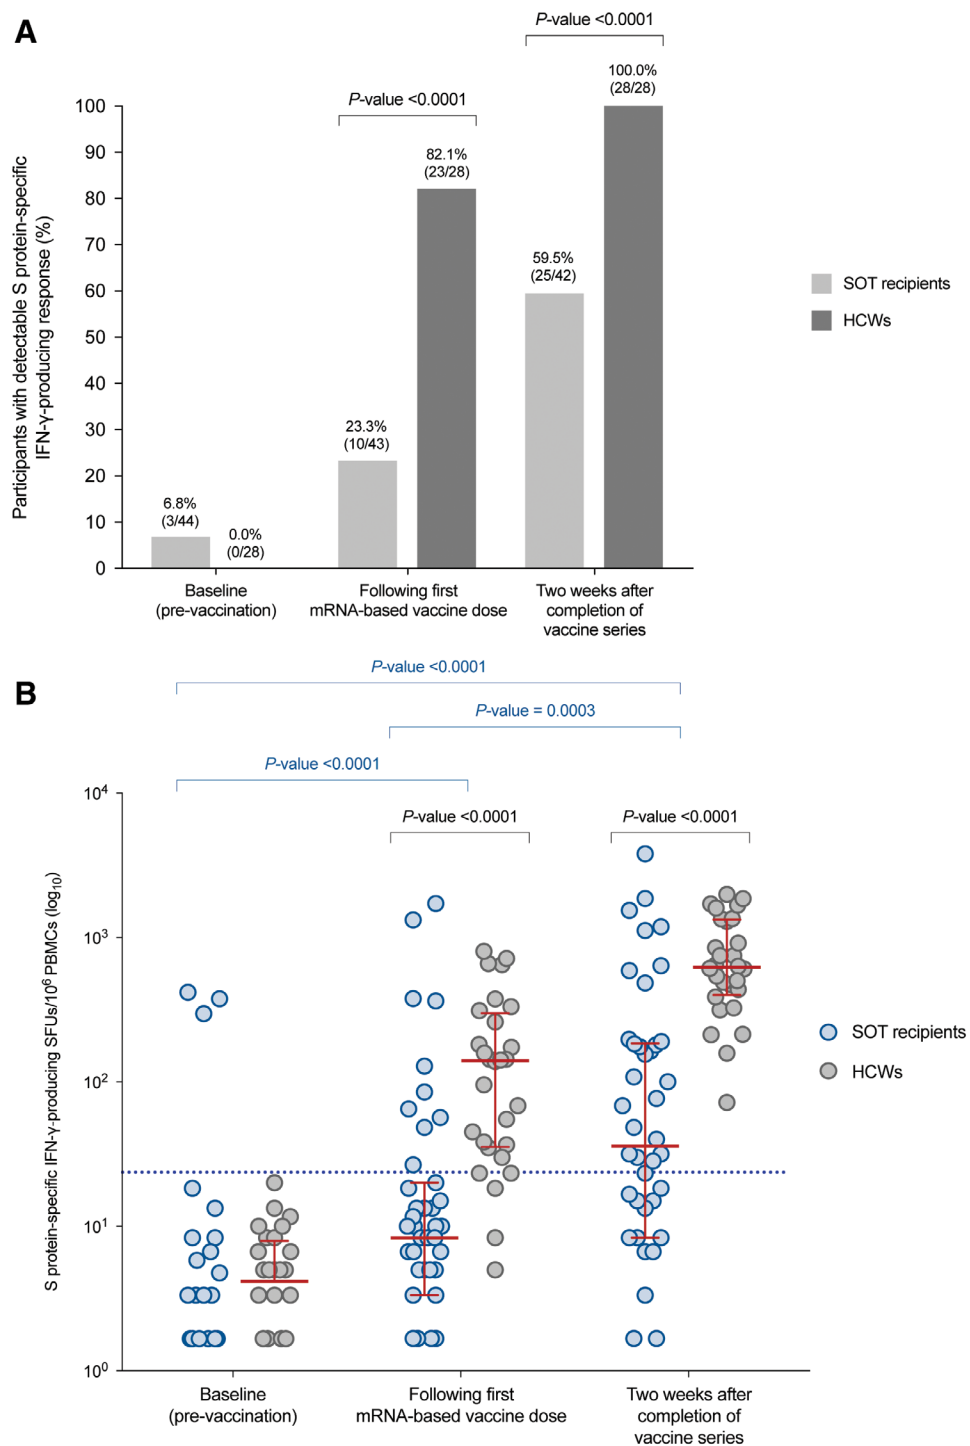 A
P-value <0.0001
100.0%
(28/28)
P-value <0.0001
82.1%
(23/28)
59.5%
(25/42)
23.3%
(10/43)
6.8%
(3/44)
0.0%
(0/28)
100
90
80
70
60
50
40
30
20
10
0
Participants with detectable S protein-specific
IFN-γ-producing response (%)
SOT recipients
HCWs
Baseline
(pre-vaccination)
Following first
mRNA-based vaccine dose
Two weeks after
completion of
vaccine series
B
P-value <0.0001
P-value = 0.0003
P-value <0.0001
P-value <0.0001
P-value <0.0001
10⁴
10³
10²
10¹
10⁰
S protein-specific IFN-γ-producing SFUs/10⁶ PBMCs (log₁₀)
SOT recipients
HCWs
Baseline
(pre-vaccination)
Following first
mRNA-based vaccine dose
Two weeks after
completion of
vaccine series